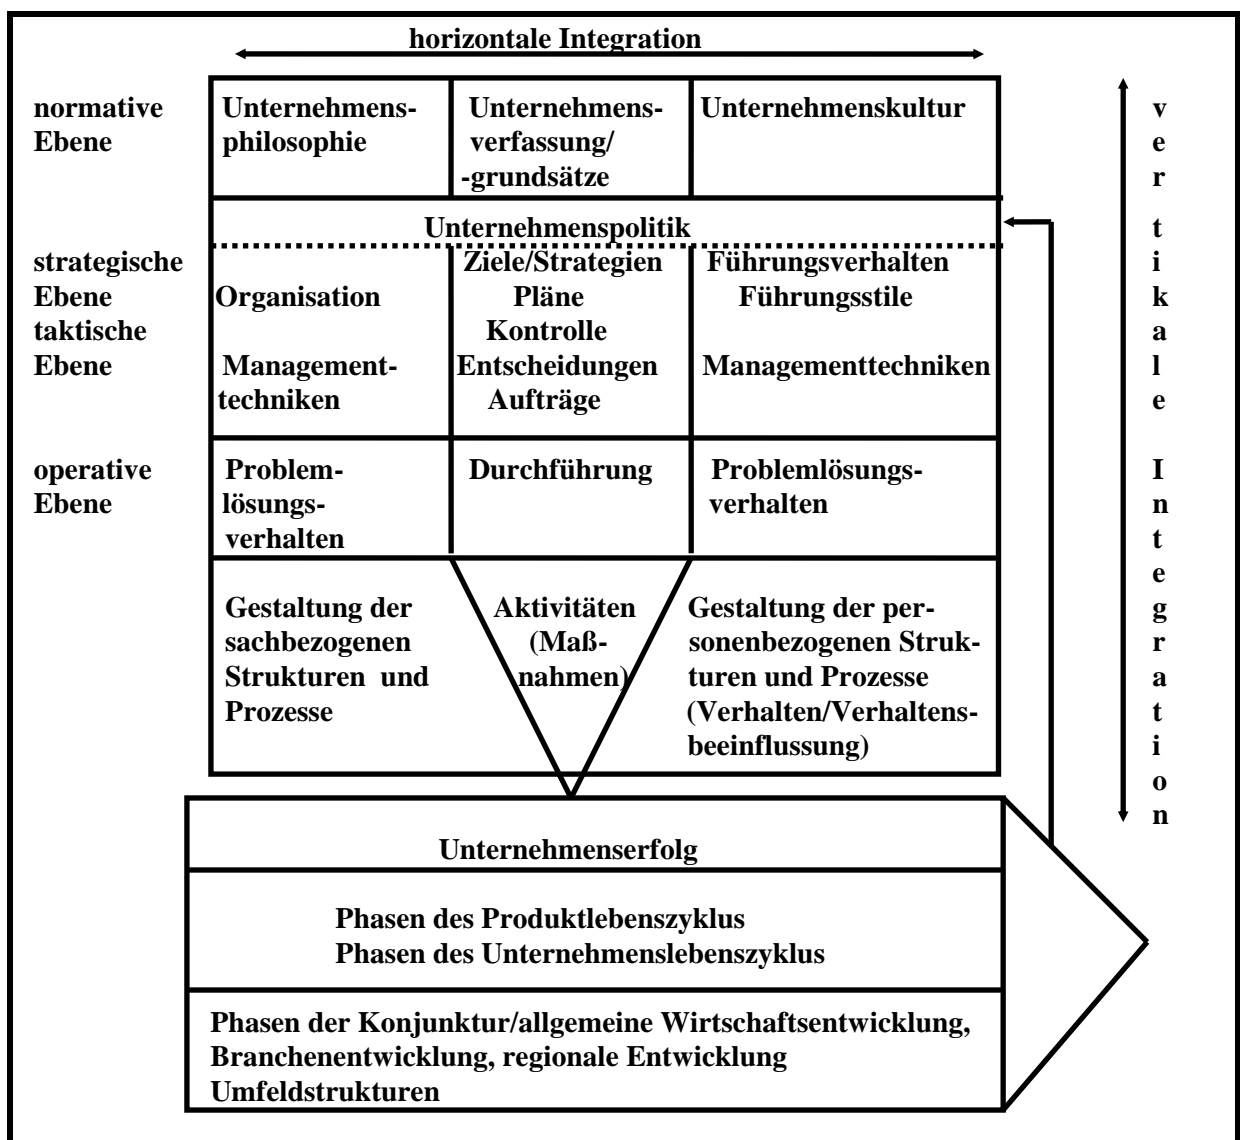 horizontale Integration
normative Unternehmens- Unternehmens- Unternehmenskultur
Ebene philosophie verfassung/
-grundsätze
Unternehmenspolitik
strategische Ziele/Strategien Führungsverhalten
Ebene Organisation Pläne Führungsstile
taktische Kontrolle
Ebene Management- Entscheidungen Managementtechniken
techniken Aufträge
operative Problem- Durchführung Problemlösungs-
Ebene lösungs- verhalten
verhalten
Gestaltung der Aktivitäten Gestaltung der per-
sachbezogenen (Maß- sonenbezogenen Struk-
Strukturen und nahmen) turen und Prozesse
Prozesse (Verhalten/Verhaltens-
beeinflussung)
Unternehmenserfolg
Phasen des Produktlebenszyklus
Phasen des Unternehmenslebenszyklus
Phasen der Konjunktur/allgemeine Wirtschaftsentwicklung,
Branchenentwicklung, regionale Entwicklung
Umfeldstrukturen
vertikale Integration